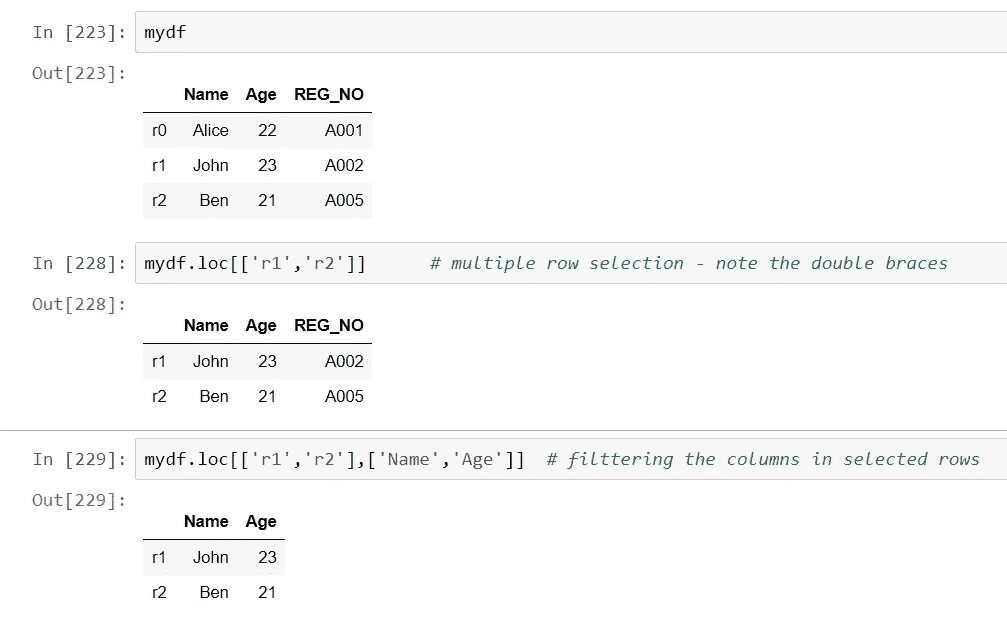 In [223]: mydf
Out[223]:
Name Age REG_NO
r0 Alice 22 A001
r1 John 23 A002
r2 Ben 21 A005
In [228]: mydf.loc[['r1','r2']] # multiple row selection - note the double braces
Out[228]:
Name Age REG_NO
r1 John 23 A002
r2 Ben 21 A005
In [229]: mydf.loc[['r1','r2'],['Name','Age']] # filttering the columns in selected rows
Out[229]:
Name Age
r1 John 23
r2 Ben 21